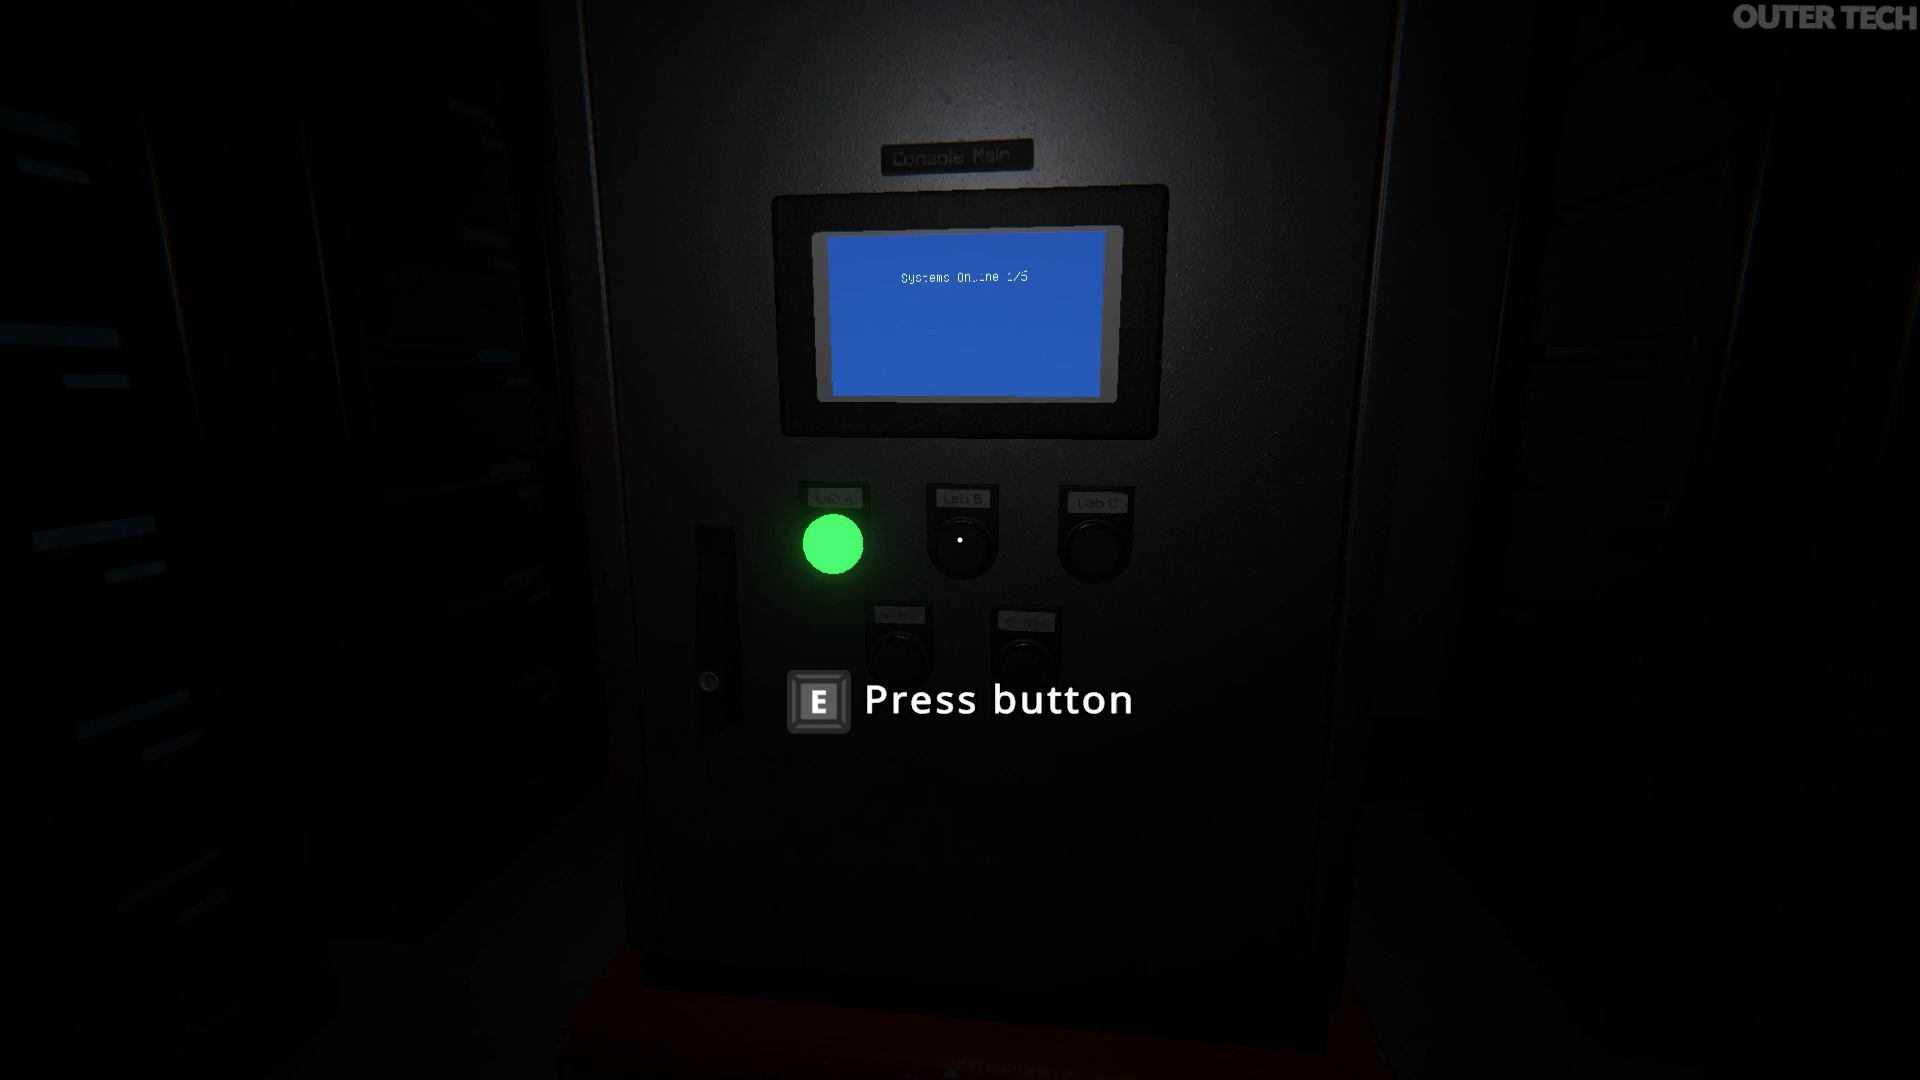 OUTER TECH
Console Main
Systems Online 1/5
Lab A
Lab B
Lab C
E Press button